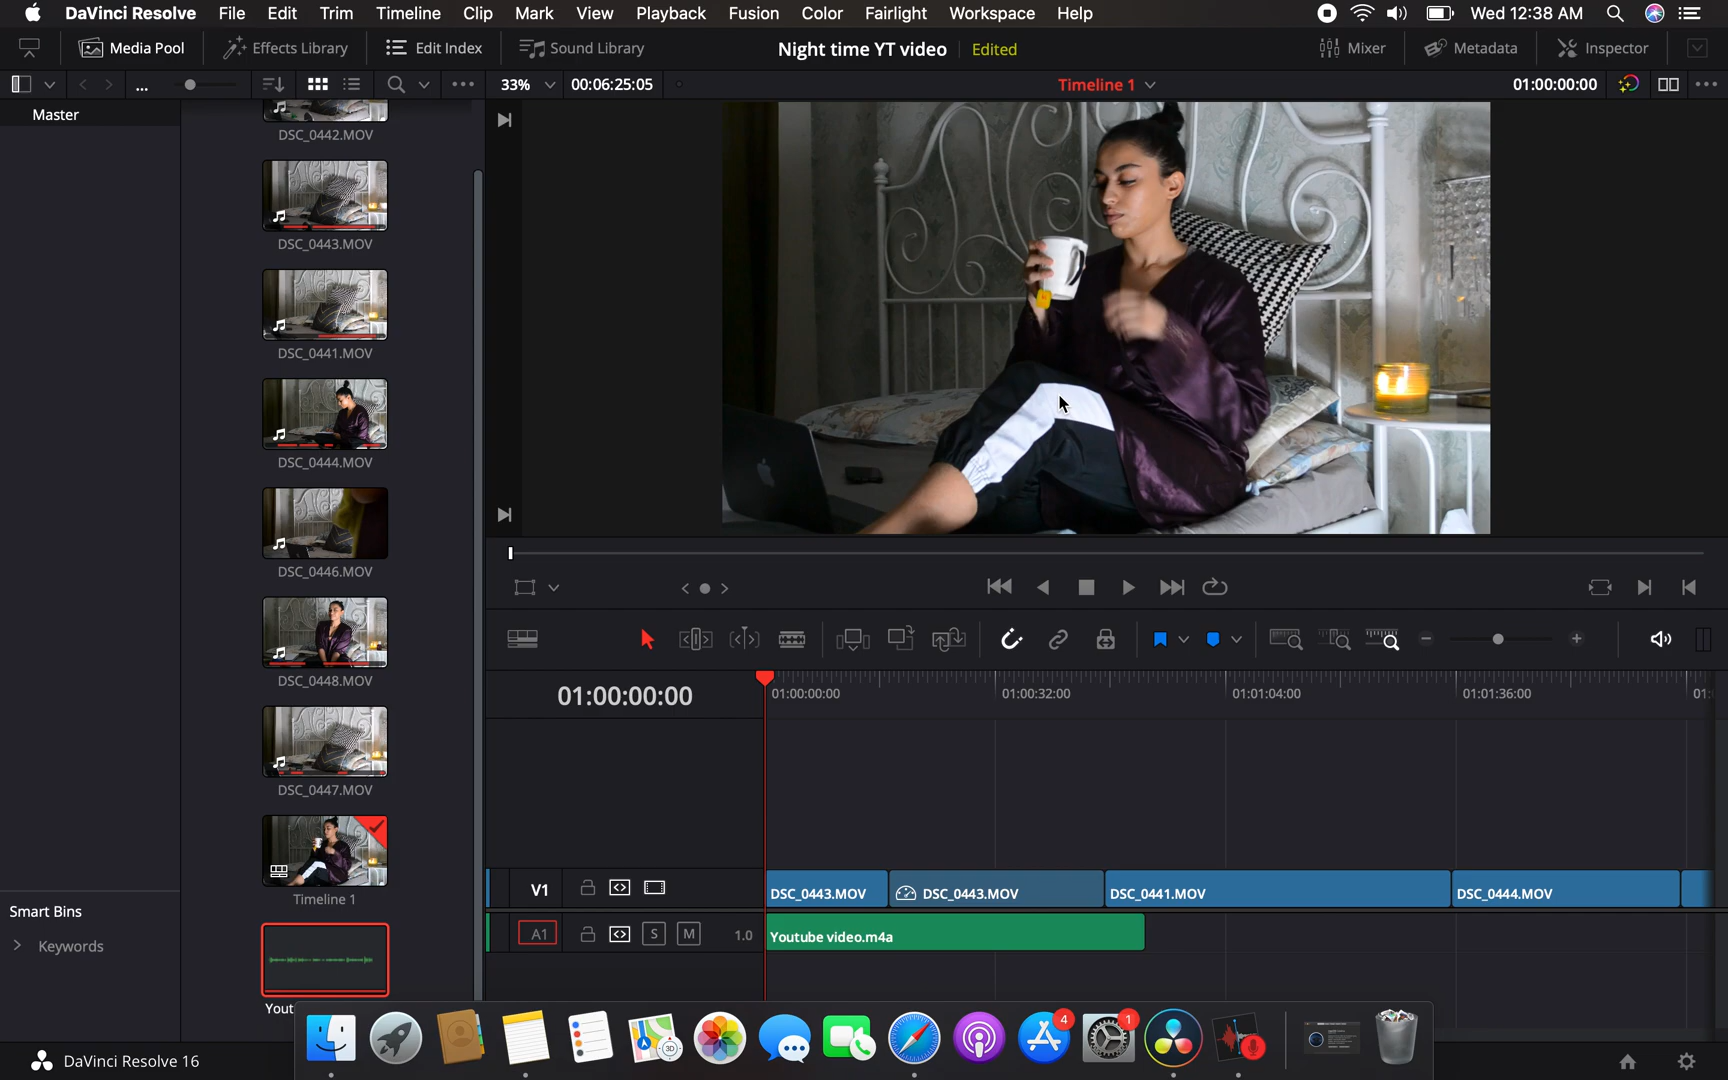 DaVinci Resolve File Edit Trim Timeline Clip Mark View Playback Fusion Color Fairlight Workspace Help Wed 12:38 AM
Media Pool Effects Library Edit Index Sound Library Night time YT video Edited Mixer Metadata Inspector
... 33% 00:06:25:05 Timeline 1 01:00:00:00 ...
Master
DSC_0442.MOV
DSC_0443.MOV
DSC_0441.MOV
DSC_0444.MOV
DSC_0446.MOV
DSC_0448.MOV
DSC_0447.MOV
Timeline 1
Yout
Smart Bins
Keywords
01:00:00:00 01:00:00:00 01:00:32:00 01:01:04:00 01:01:36:00 01:
V1 DSC_0443.MOV DSC_0443.MOV DSC_0441.MOV DSC_0444.MOV
A1 S M 1.0 Youtube video.m4a
3D 4 1
DaVinci Resolve 16